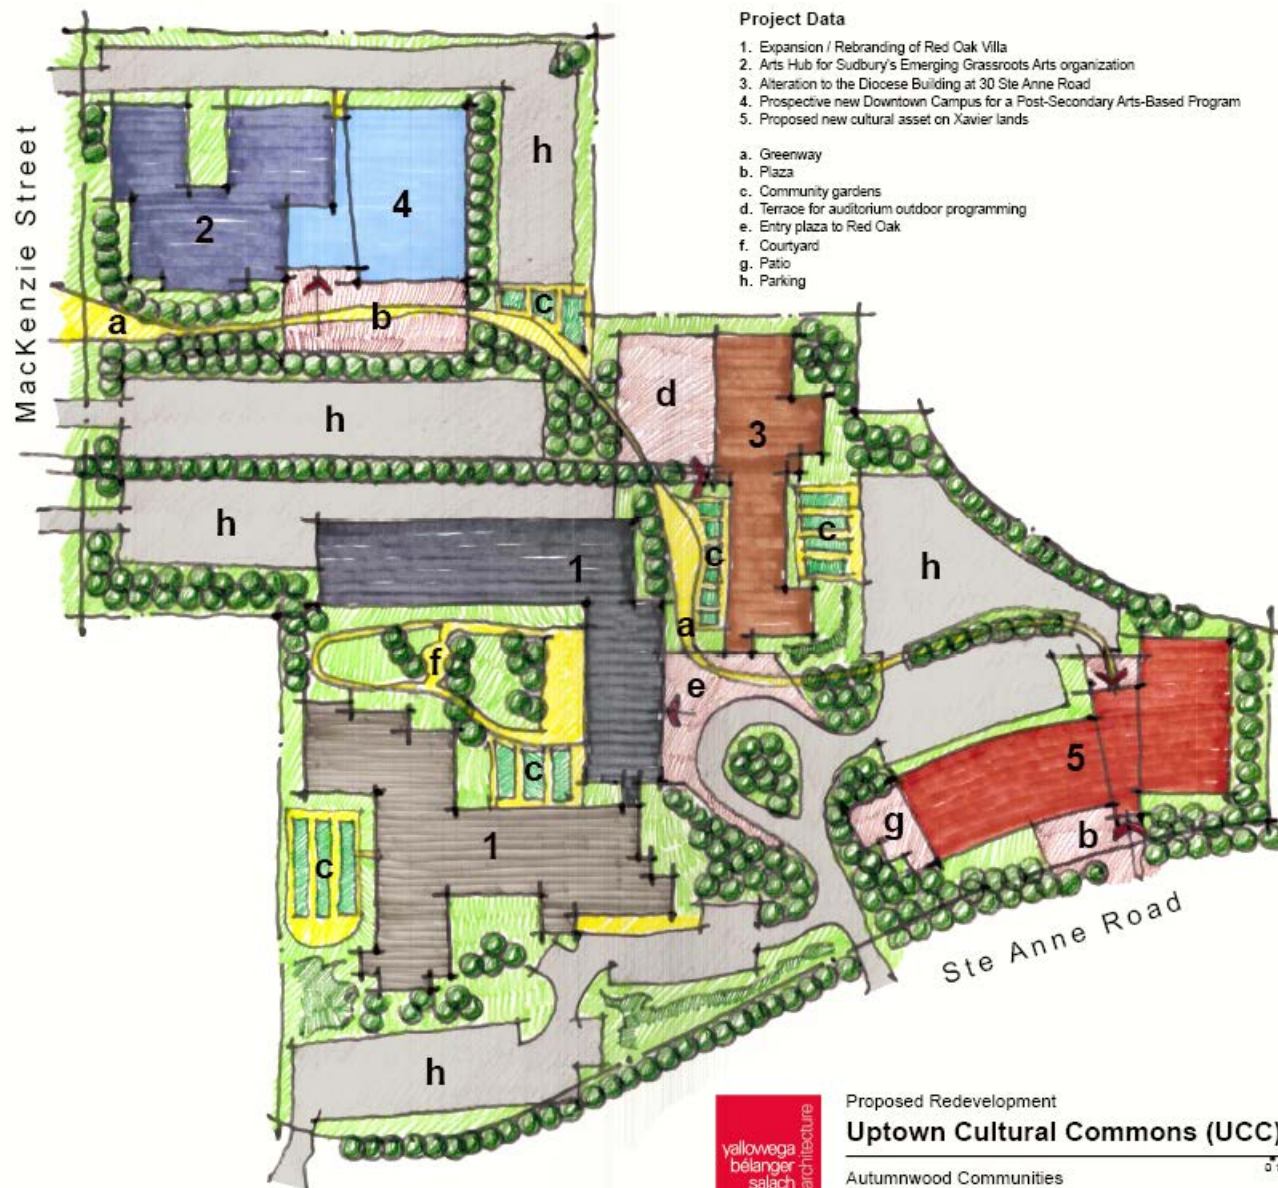 Project Data
1. Expansion / Rebranding of Red Oak Villa
2. Arts Hub for Sudbury's Emerging Grassroots Arts organization
3. Alteration to the Diocese Building at 30 Ste Anne Road
4. Prospective new Downtown Campus for a Post-Secondary Arts-Based Program
5. Proposed new cultural asset on Xavier lands
a. Greenway
b. Plaza
c. Community gardens
d. Terrace for auditorium outdoor programming
e. Entry plaza to Red Oak
f. Courtyard
g. Patio
h. Parking
MacKenzie Street
h
4
2
c
a
b
d
h
3
h
c
c
1
h
a
f
e
5
c
g
b
1
c
Ste Anne Road
h
yallowega
bélanger
salach
architecture
Proposed Redevelopment
Uptown Cultural Commons (UCC)
Autumnwood Communities